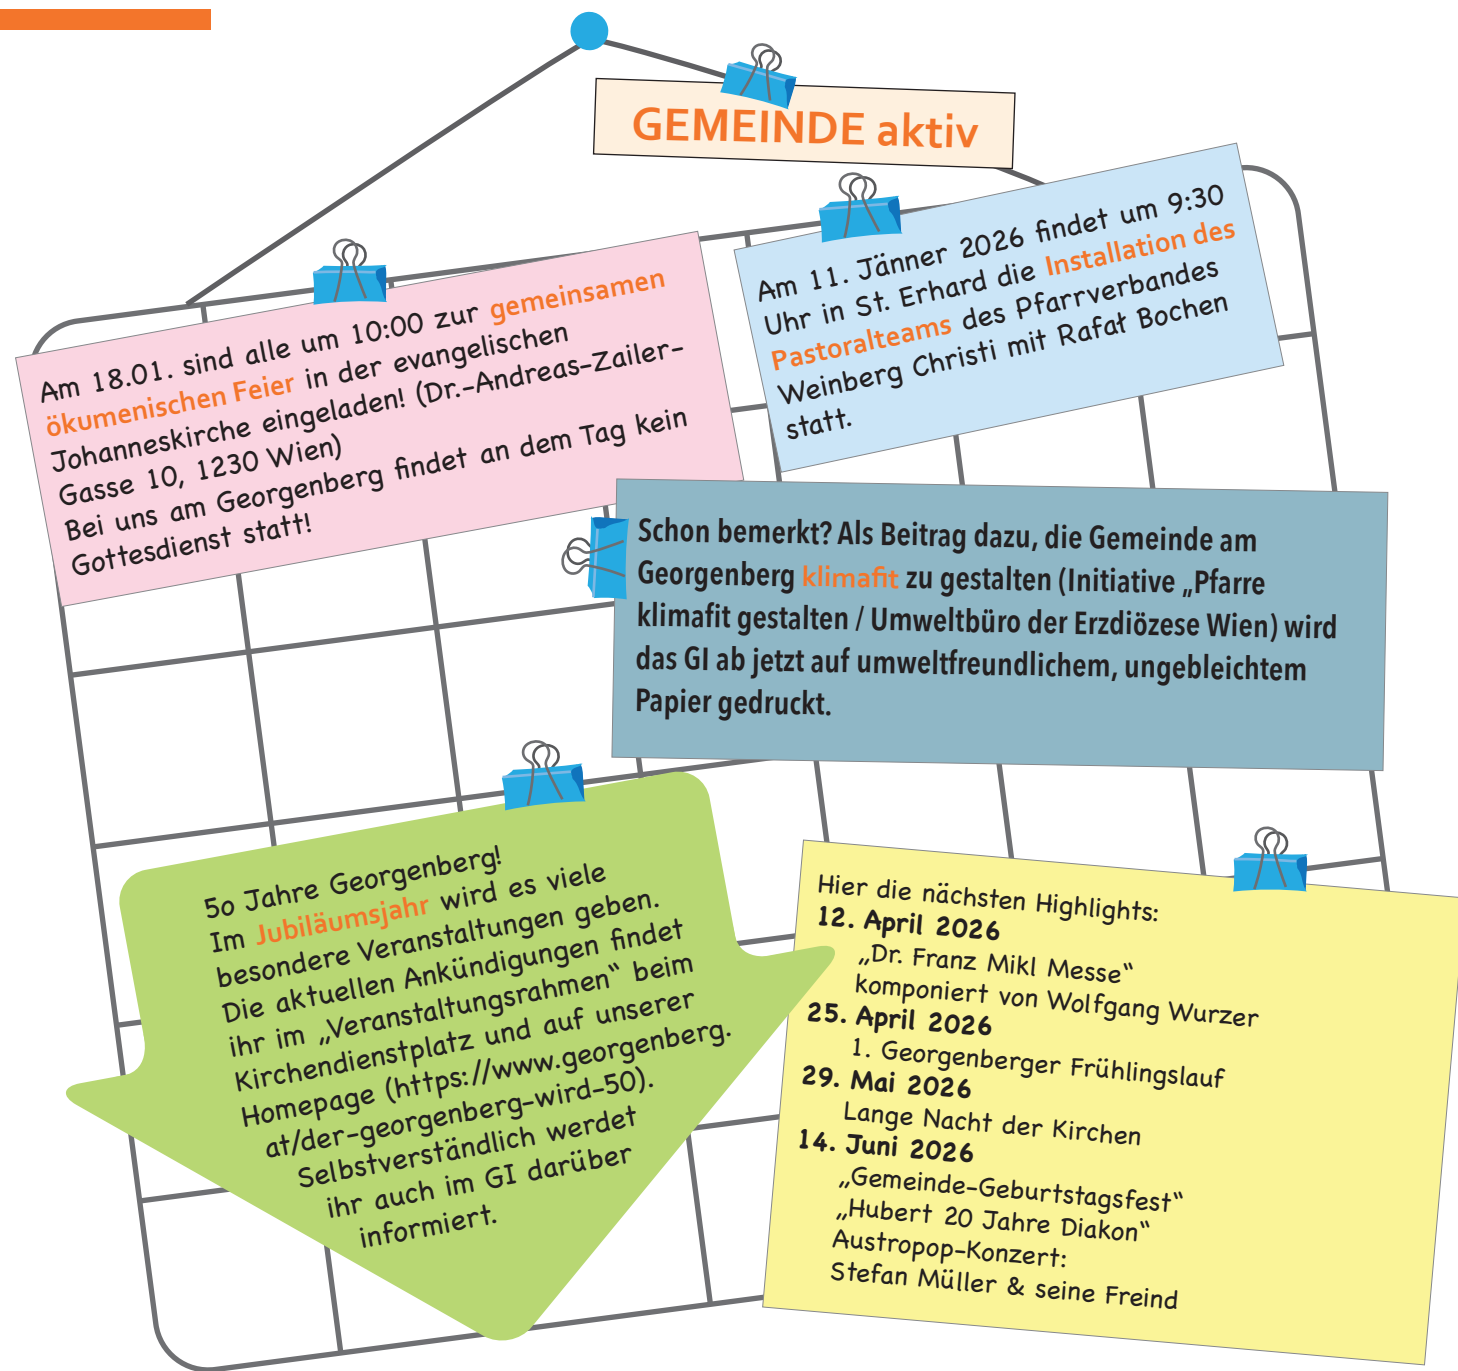 GEMEINDE aktiv
Am 18.01. sind alle um 10:00 zur gemeinsamen
ökumenischen Feier in der evangelischen
Johanneskirche eingeladen! (Dr.-Andreas-Zailer-
Gasse 10, 1230 Wien)
Bei uns am Georgenberg findet an dem Tag kein
Gottesdienst statt!
Am 11. Jänner 2026 findet um 9:30
Uhr in St. Erhard die Installation des
Pastoralteams des Pfarrverbandes
Weinberg Christi mit Rafał Bochen
statt.
Schon bemerkt? Als Beitrag dazu, die Gemeinde am
Georgenberg klimafit zu gestalten (Initiative „Pfarre
klimafit gestalten / Umweltbüro der Erzdiözese Wien) wird
das GI ab jetzt auf umweltfreundlichem, ungebleichtem
Papier gedruckt.
5o Jahre Georgenberg!
Im Jubiläumsjahr wird es viele
besondere Veranstaltungen geben.
Die aktuellen Ankündigungen findet
ihr im „Veranstaltungsrahmen“ beim
Kirchendienstplatz und auf unserer
Homepage (https://www.georgenberg.
at/der-georgenberg-wird-50).
Selbstverständlich werdet
ihr auch im GI darüber
informiert.
Hier die nächsten Highlights:
12. April 2026
„Dr. Franz Mikl Messe“
komponiert von Wolfgang Wurzer
25. April 2026
1. Georgenberger Frühlingslauf
29. Mai 2026
Lange Nacht der Kirchen
14. Juni 2026
„Gemeinde-Geburtstagsfest“
„Hubert 20 Jahre Diakon“
Austropop-Konzert:
Stefan Müller & seine Freind